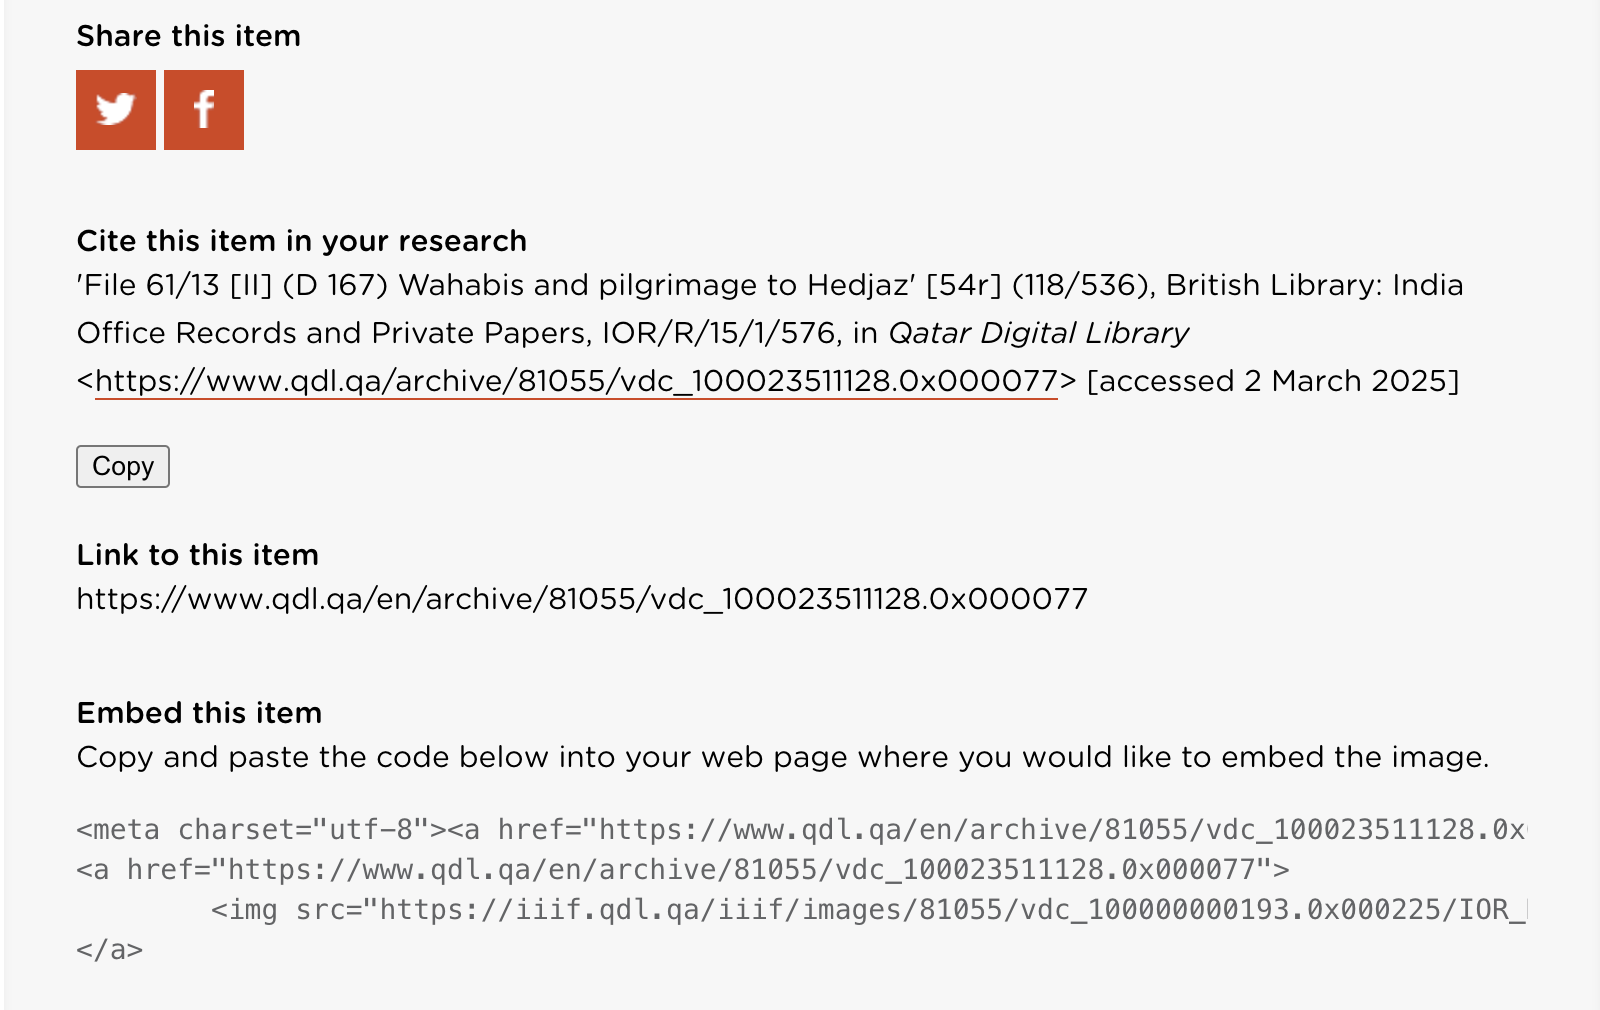 Share this item
Cite this item in your research
'File 61/13 [II] (D 167) Wahabis and pilgrimage to Hedjaz' [54r] (118/536), British Library: India
Office Records and Private Papers, IOR/R/15/1/576, in Qatar Digital Library
<https://www.qdl.qa/archive/81055/vdc_100023511128.0x000077> [accessed 2 March 2025]
Copy
Link to this item
https://www.qdl.qa/en/archive/81055/vdc_100023511128.0x000077
Embed this item
Copy and paste the code below into your web page where you would like to embed the image.
<meta charset="utf-8"><a href="https://www.qdl.qa/en/archive/81055/vdc_100023511128.0x
<a href="https://www.qdl.qa/en/archive/81055/vdc_100023511128.0x000077">
<img src="https://iiif.qdl.qa/iiif/images/81055/vdc_100000000193.0x000225/IOR_
</a>